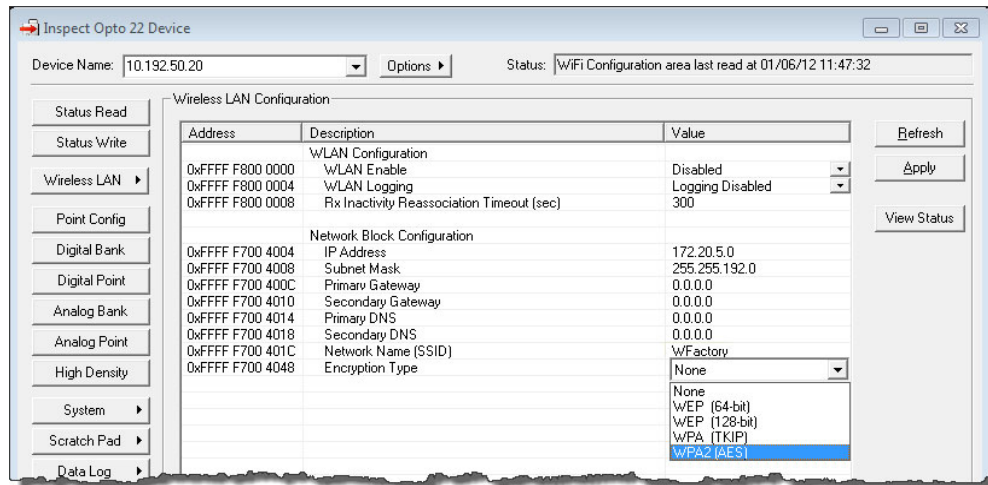 Inspect Opto 22 Device
Device Name: 10.192.50.20 Options Status: WiFi Configuration area last read at 01/06/12 11:47:32
Wireless LAN Configuration
Status Read
Status Write
Wireless LAN
Point Config
Digital Bank
Digital Point
Analog Bank
Analog Point
High Density
System
Scratch Pad
Data Log
Address Description Value
WLAN Configuration
0xFFFF F800 0000 WLAN Enable Disabled
0xFFFF F800 0004 WLAN Logging Logging Disabled
0xFFFF F800 0008 Rx Inactivity Reassociation Timeout (sec) 300
Network Block Configuration
0xFFFF F700 4004 IP Address 172.20.5.0
0xFFFF F700 4008 Subnet Mask 255.255.192.0
0xFFFF F700 400C Primary Gateway 0.0.0.0
0xFFFF F700 4010 Secondary Gateway 0.0.0.0
0xFFFF F700 4014 Primary DNS 0.0.0.0
0xFFFF F700 4018 Secondary DNS 0.0.0.0
0xFFFF F700 401C Network Name (SSID) WFactory
0xFFFF F700 4048 Encryption Type None
None
WEP (64-bit)
WEP (128-bit)
WPA (TKIP)
WPA2 (AES)
Refresh
Apply
View Status